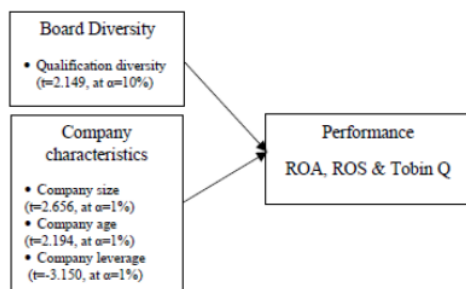 Board Diversity
• Qualification diversity
(t=2.149, at α=10%)
Company
characteristics
• Company size
(t=2.656, at α=1%)
• Company age
(t=2.194, at α=1%)
• Company leverage
(t=-3.150, at α=1%)
Performance
ROA, ROS & Tobin Q